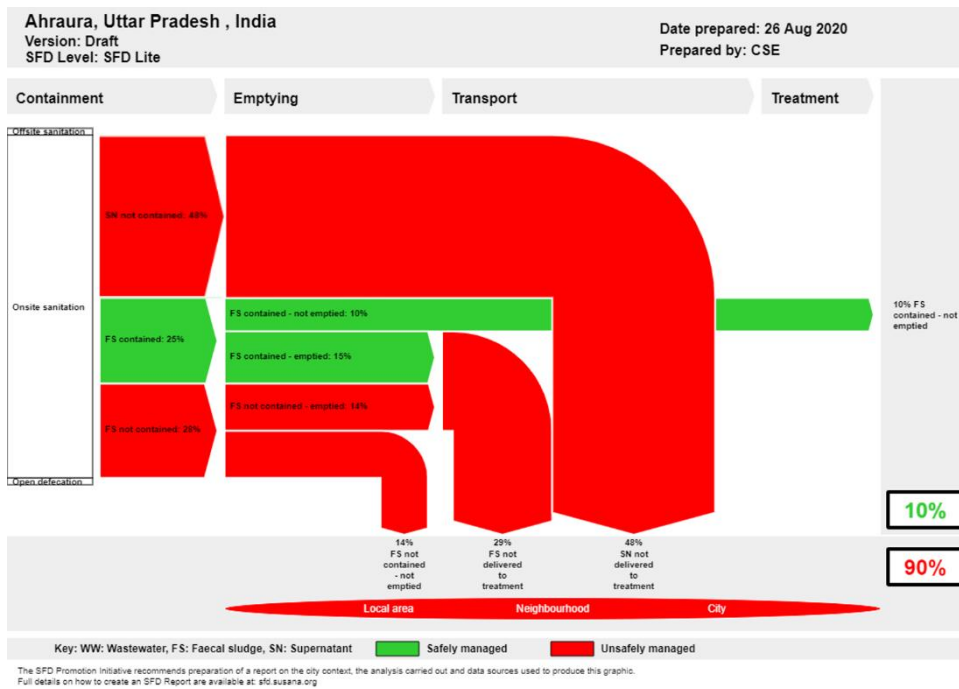 Ahraura, Uttar Pradesh , India
Version: Draft
SFD Level: SFD Lite
Date prepared: 26 Aug 2020
Prepared by: CSE
Containment
Emptying
Transport
Treatment
Offsite sanitation
SN not contained: 48%
Onsite sanitation
FS contained - not emptied: 10%
10% FS
contained - not
emptied
FS contained: 25%
FS contained - emptied: 15%
FS not contained - emptied: 14%
FS not contained: 28%
Open defecation
10%
14%
FS not
contained
- not
emptied
29%
FS not
delivered
to
treatment
48%
SN not
delivered
to
treatment
90%
Local area
Neighbourhood
City
Key: WW: Wastewater, FS: Faecal sludge, SN: Supernatant
Safely managed
Unsafely managed
The SFD Promotion Initiative recommends preparation of a report on the city context, the analysis carried out and data sources used to produce this graphic.
Full details on how to create an SFD Report are available at: sfd.susana.org